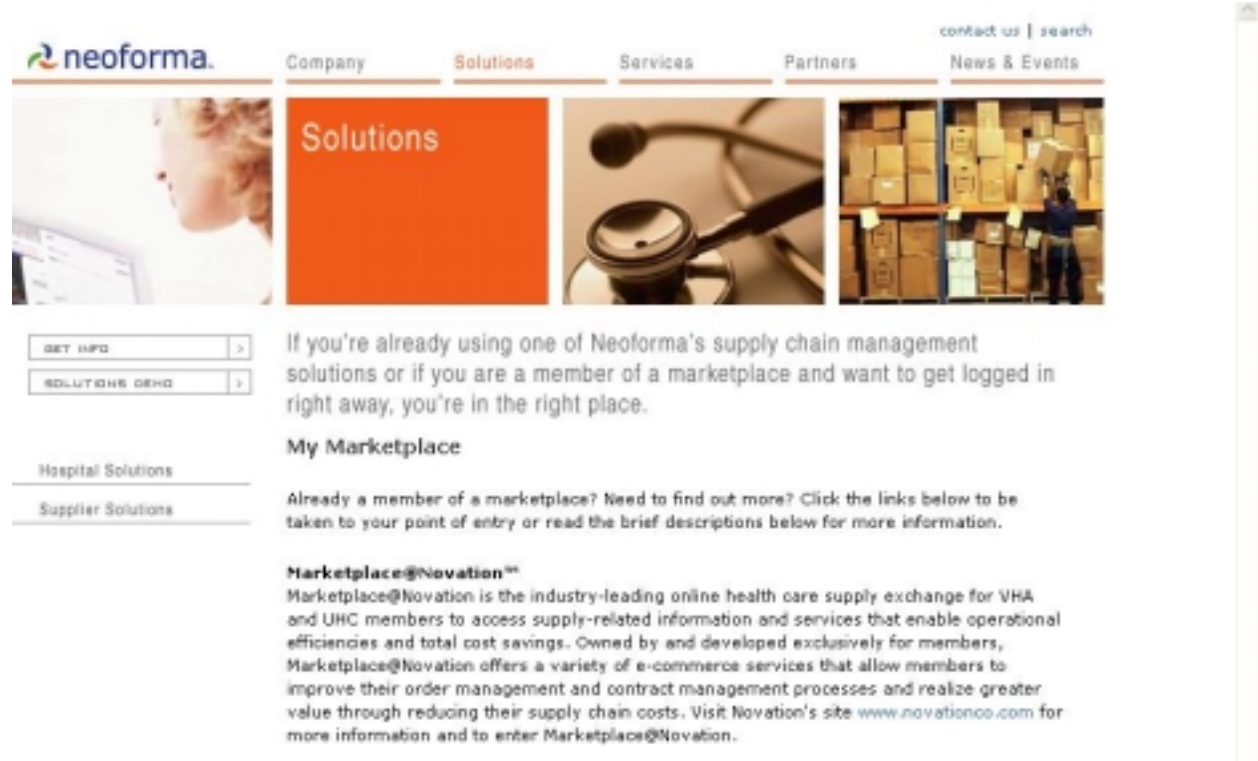 contact us | search
neoforma.
Company Solutions Services Partners News & Events
Solutions
GET INFO
SOLUTIONS DEMO
Hospital Solutions
Supplier Solutions
If you're already using one of Neoforma's supply chain management
solutions or if you are a member of a marketplace and want to get logged in
right away, you're in the right place.
My Marketplace
Already a member of a marketplace? Need to find out more? Click the links below to be
taken to your point of entry or read the brief descriptions below for more information.
Marketplace@Novation™
Marketplace@Novation is the industry-leading online health care supply exchange for VHA
and UHC members to access supply-related information and services that enable operational
efficiencies and total cost savings. Owned by and developed exclusively for members,
Marketplace@Novation offers a variety of e-commerce services that allow members to
improve their order management and contract management processes and realize greater
value through reducing their supply chain costs. Visit Novation's site www.novationco.com for
more information and to enter Marketplace@Novation.